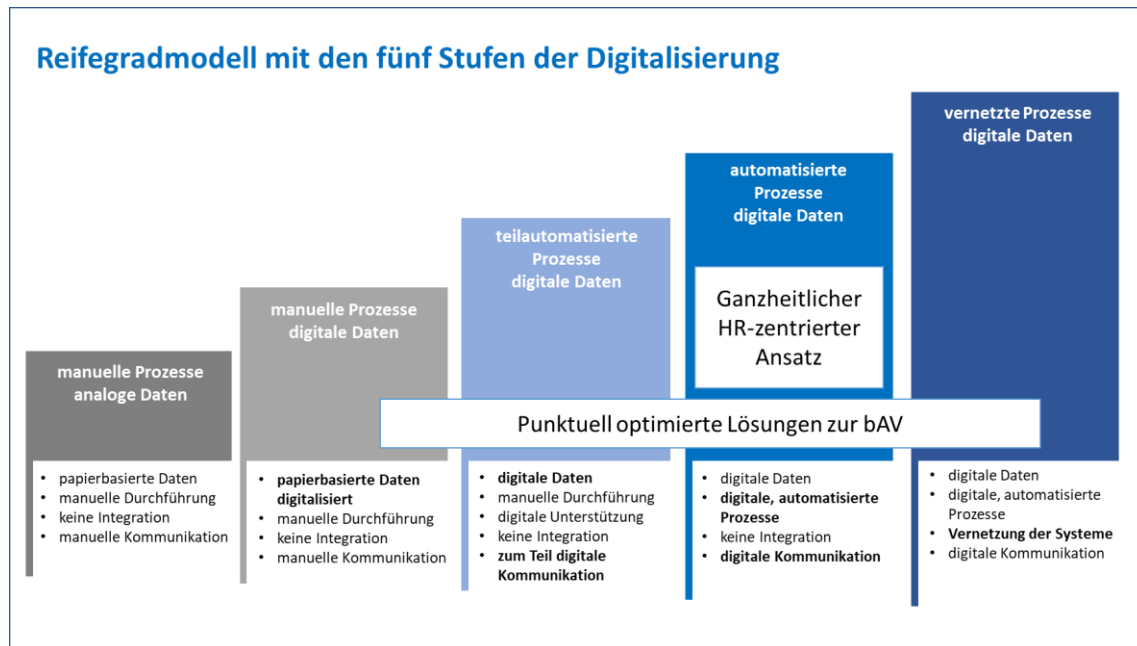 Reifegradmodell mit den fünf Stufen der Digitalisierung
manuelle Prozesse
analoge Daten
• papierbasierte Daten
• manuelle Durchführung
• keine Integration
• manuelle Kommunikation
manuelle Prozesse
digitale Daten
• papierbasierte Daten
digitalisiert
• manuelle Durchführung
• keine Integration
• manuelle Kommunikation
teilautomatisierte
Prozesse
digitale Daten
• digitale Daten
• manuelle Durchführung
• digitale Unterstützung
• keine Integration
• zum Teil digitale
Kommunikation
automatisierte
Prozesse
digitale Daten
Ganzheitlicher
HR-zentrierter
Ansatz
• digitale Daten
• digitale, automatisierte
Prozesse
• keine Integration
• digitale Kommunikation
vernetzte Prozesse
digitale Daten
• digitale Daten
• digitale, automatisierte
Prozesse
• Vernetzung der Systeme
• digitale Kommunikation
Punktuell optimierte Lösungen zur bAV